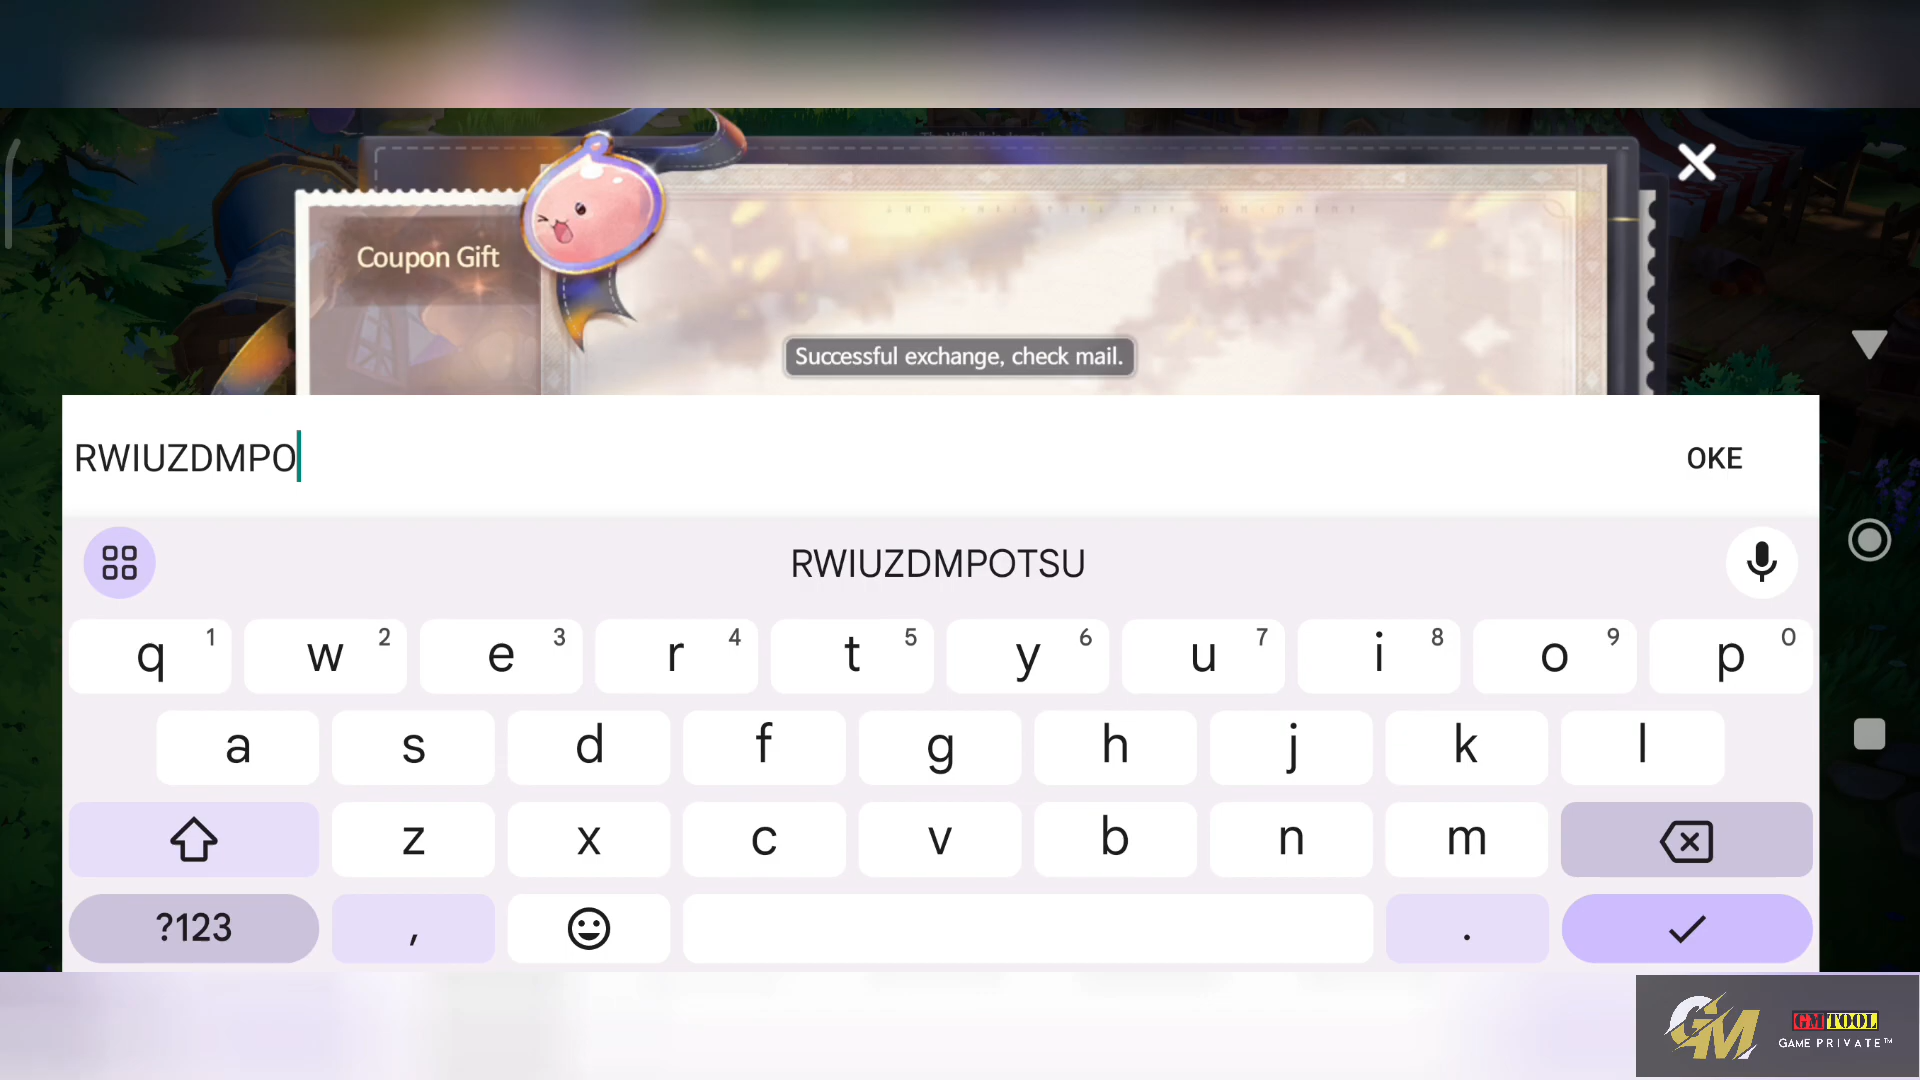 Coupon Gift
Successful exchange, check mail.
RWIUZDMPO
OKE
RWIUZDMPOTSU
q 1 w 2 e 3 r 4 t 5 y 6 u 7 i 8 o 9 p 0
a s d f g h j k l
z x c v b n m
?123 , .
GM
GM TOOL
GAME PRIVATE™